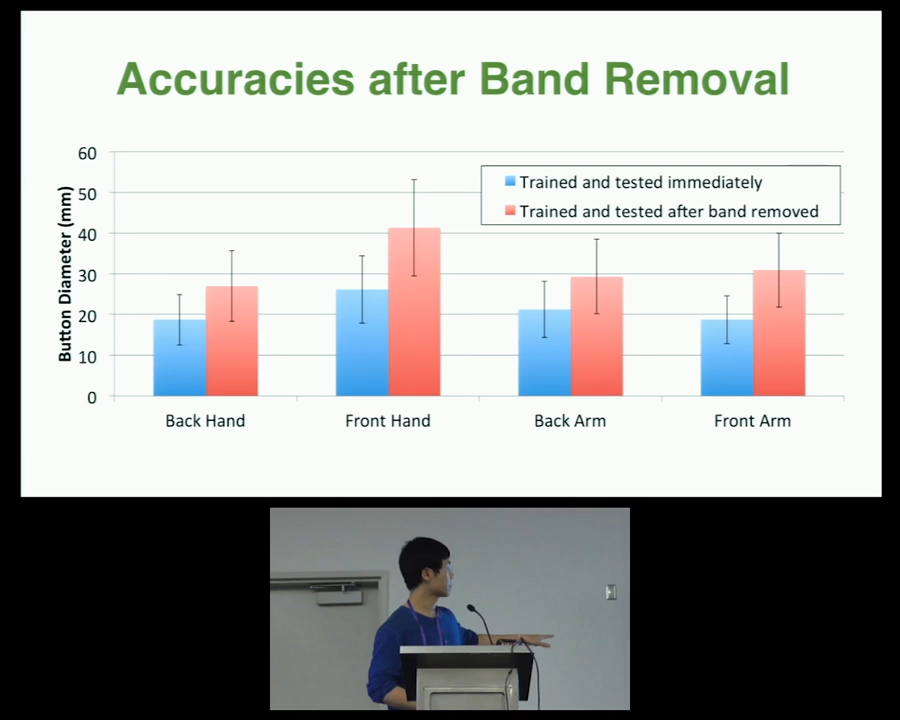 Accuracies after Band Removal
60
50
40
30
20
10
0
Button Diameter (mm)
Trained and tested immediately
Trained and tested after band removed
Back Hand
Front Hand
Back Arm
Front Arm